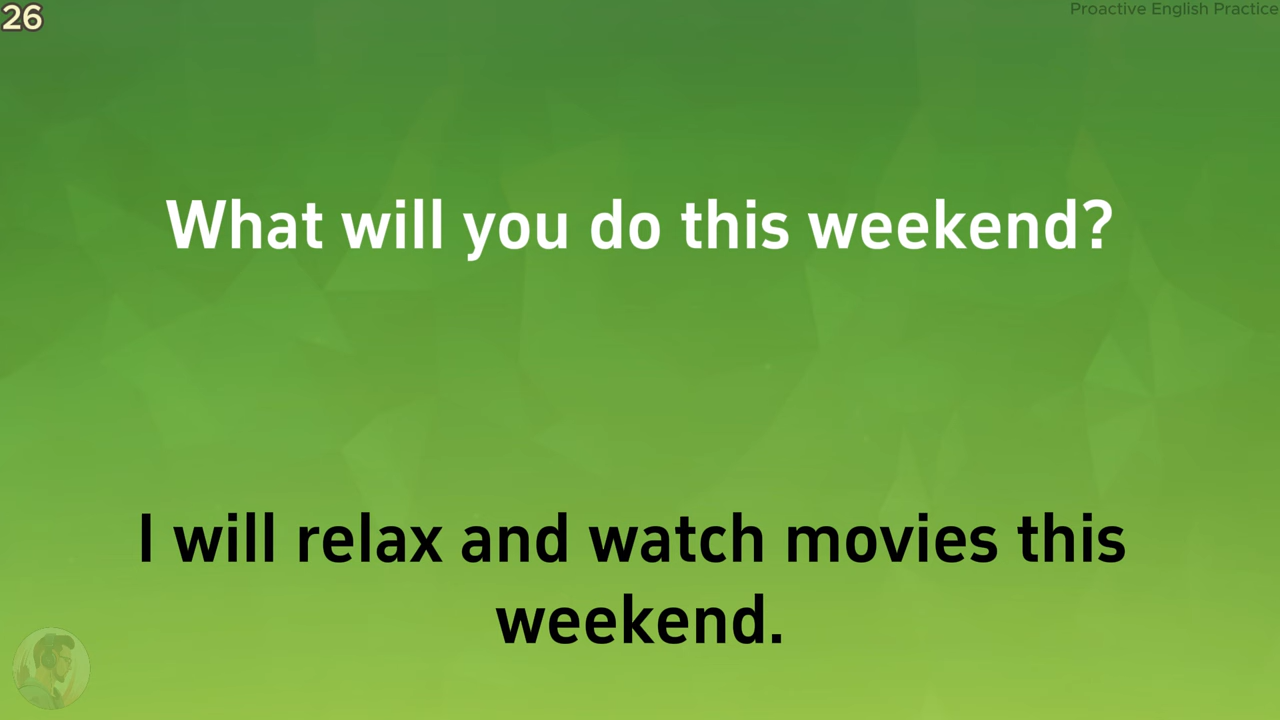 26
Proactive English Practice
What will you do this weekend?
I will relax and watch movies this
weekend.